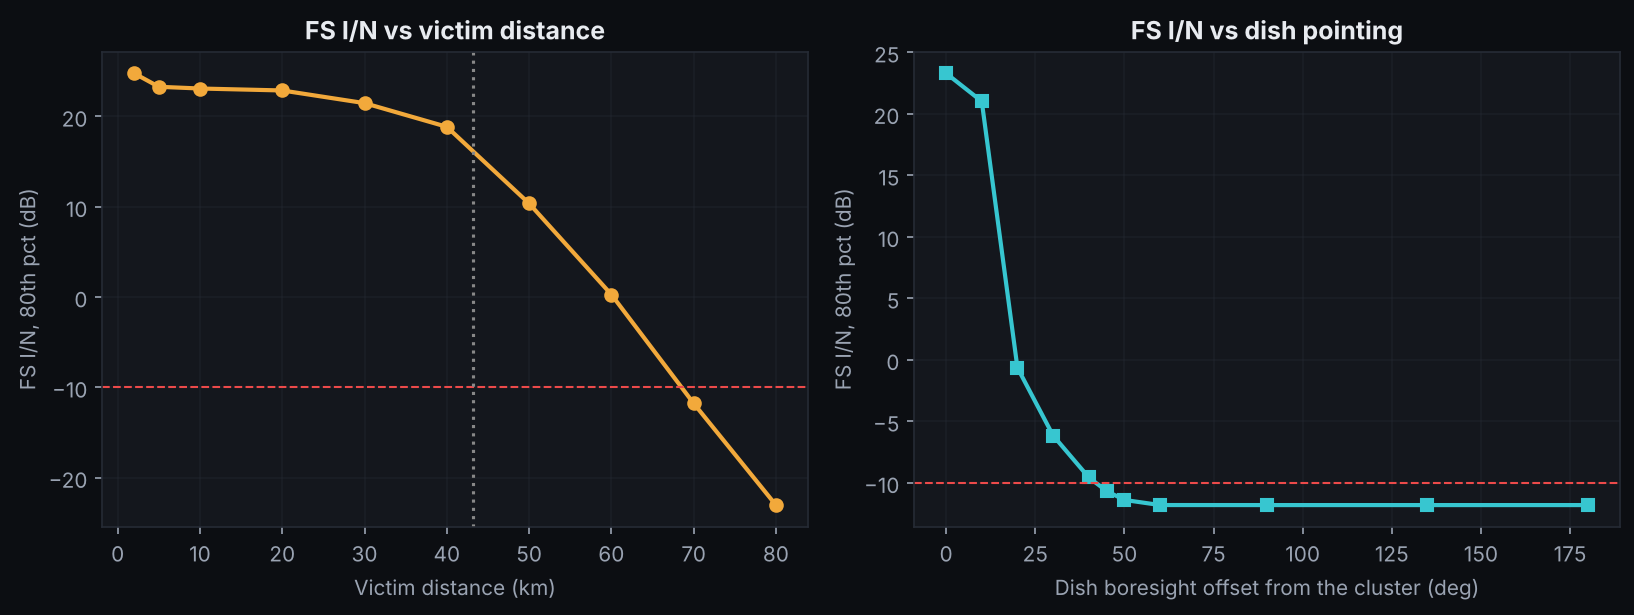 FS I/N vs victim distance
FS I/N, 80th pct (dB)
20
10
0
−10
−20
0 10 20 30 40 50 60 70 80
Victim distance (km)
FS I/N vs dish pointing
FS I/N, 80th pct (dB)
25
20
15
10
5
0
−5
−10
0 25 50 75 100 125 150 175
Dish boresight offset from the cluster (deg)